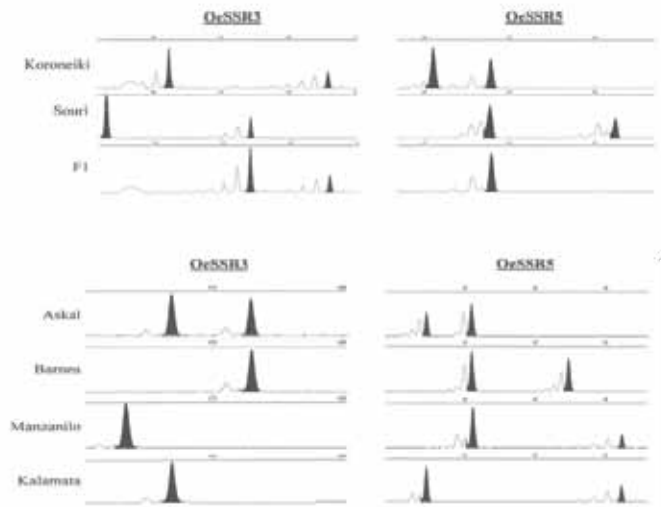 OeSSR3 OeSSR5
Koroneiki
Souri
F1
OeSSR3 OeSSR5
Askal
Barnea
Manzanilo
Kalamata